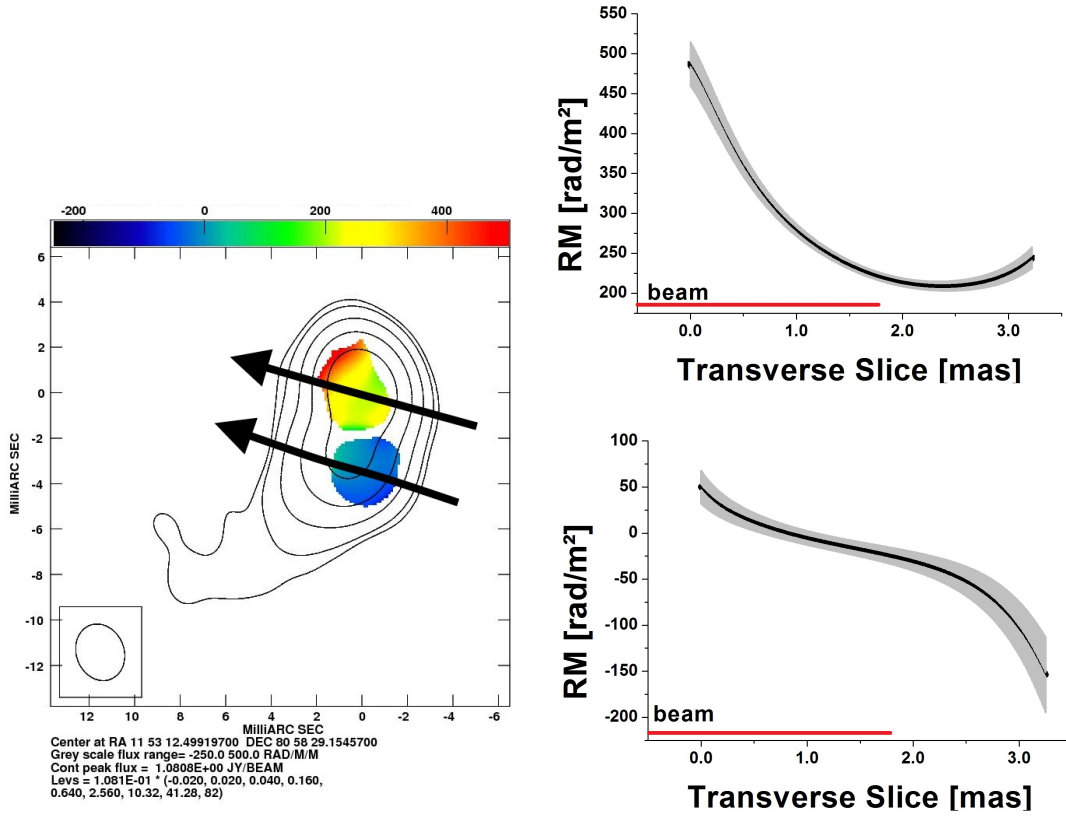 -200 0 200 400
6
4
2
0
-2
-4
-6
-8
-10
-12
MilliARC SEC
12 10 8 6 4 2 0 -2 -4 -6
MilliARC SEC
Center at RA 11 53 12.49919700 DEC 80 58 29.1545700
Grey scale flux range= -250.0 500.0 RAD/M/M
Cont peak flux = 1.0808E+00 JY/BEAM
Levs = 1.081E-01 * (-0.020, 0.020, 0.040, 0.160,
0.640, 2.560, 10.32, 41.28, 82)
550
500
450
400
350
300
250
200
RM [rad/m²]
beam
0.0 1.0 2.0 3.0
Transverse Slice [mas]
100
50
0
-50
-100
-150
-200
RM [rad/m²]
beam
0.0 1.0 2.0 3.0
Transverse Slice [mas]